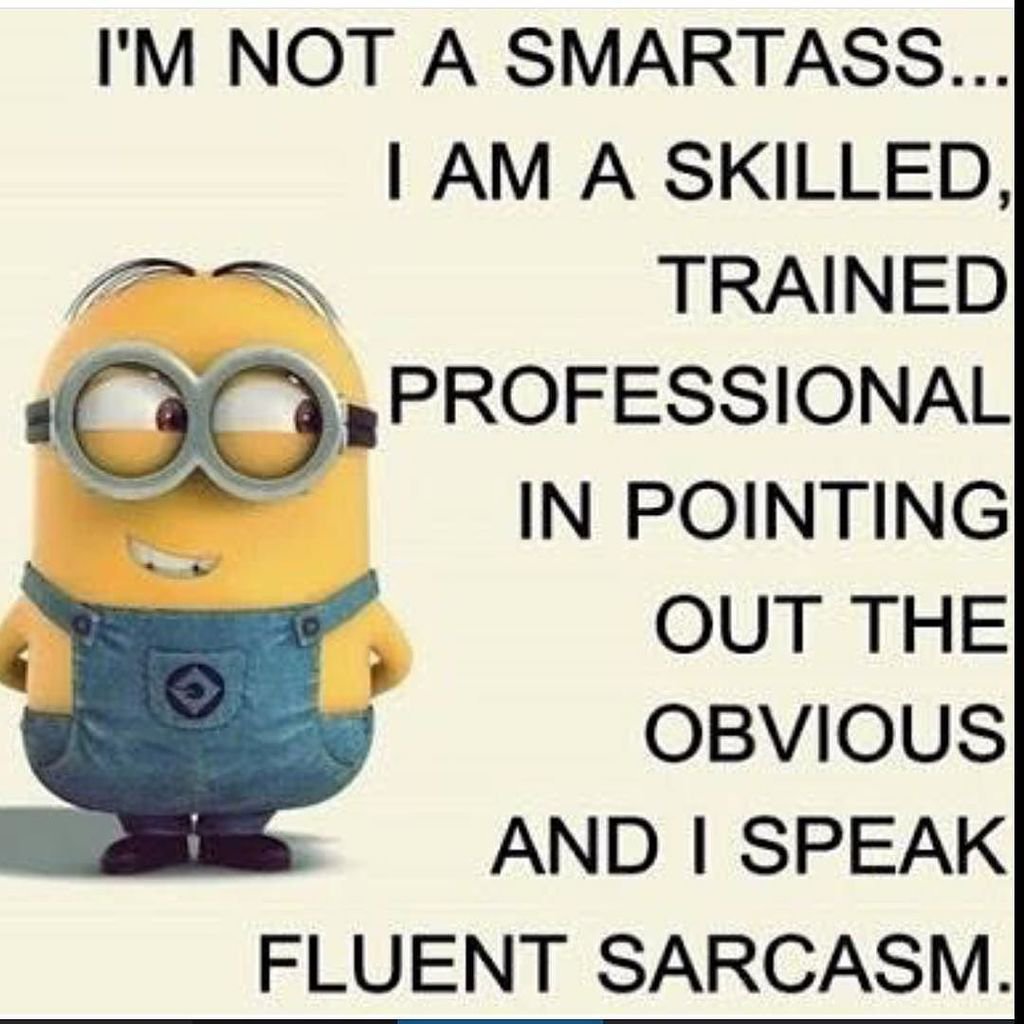 I'M NOT A SMARTASS...
I AM A SKILLED,
TRAINED
PROFESSIONAL
IN POINTING
OUT THE
OBVIOUS
AND I SPEAK
FLUENT SARCASM.